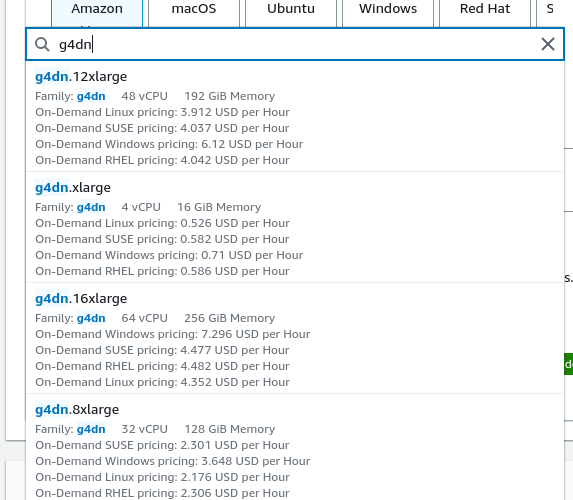 Amazon macOS Ubuntu Windows Red Hat S
g4dn
g4dn.12xlarge
Family: g4dn 48 vCPU 192 GiB Memory
On-Demand Linux pricing: 3.912 USD per Hour
On-Demand SUSE pricing: 4.037 USD per Hour
On-Demand Windows pricing: 6.12 USD per Hour
On-Demand RHEL pricing: 4.042 USD per Hour
g4dn.xlarge
Family: g4dn 4 vCPU 16 GiB Memory
On-Demand Linux pricing: 0.526 USD per Hour
On-Demand SUSE pricing: 0.582 USD per Hour
On-Demand Windows pricing: 0.71 USD per Hour
On-Demand RHEL pricing: 0.586 USD per Hour
s.
g4dn.16xlarge
Family: g4dn 64 vCPU 256 GiB Memory
On-Demand Windows pricing: 7.296 USD per Hour
On-Demand SUSE pricing: 4.477 USD per Hour
On-Demand RHEL pricing: 4.482 USD per Hour
On-Demand Linux pricing: 4.352 USD per Hour
g4dn.8xlarge
Family: g4dn 32 vCPU 128 GiB Memory
On-Demand SUSE pricing: 2.301 USD per Hour
On-Demand Windows pricing: 3.648 USD per Hour
On-Demand Linux pricing: 2.176 USD per Hour
On-Demand RHEL pricing: 2.306 USD per Hour